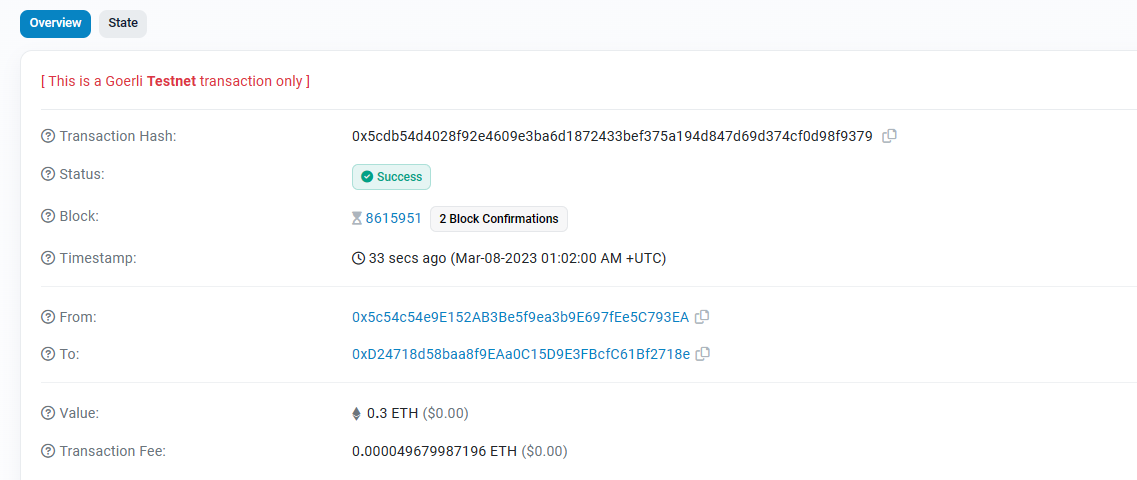 Overview State
[ This is a Goerli Testnet transaction only ]
Transaction Hash: 0x5cdb54d4028f92e4609e3ba6d1872433bef375a194d847d69d374cf0d98f9379
Status: Success
Block: 8615951 2 Block Confirmations
Timestamp: 33 secs ago (Mar-08-2023 01:02:00 AM +UTC)
From: 0x5c54c54e9E152AB3Be5f9ea3b9E697fEe5C793EA
To: 0xD24718d58baa8f9EAa0C15D9E3FBcfC61Bf2718e
Value: 0.3 ETH ($0.00)
Transaction Fee: 0.000049679987196 ETH ($0.00)